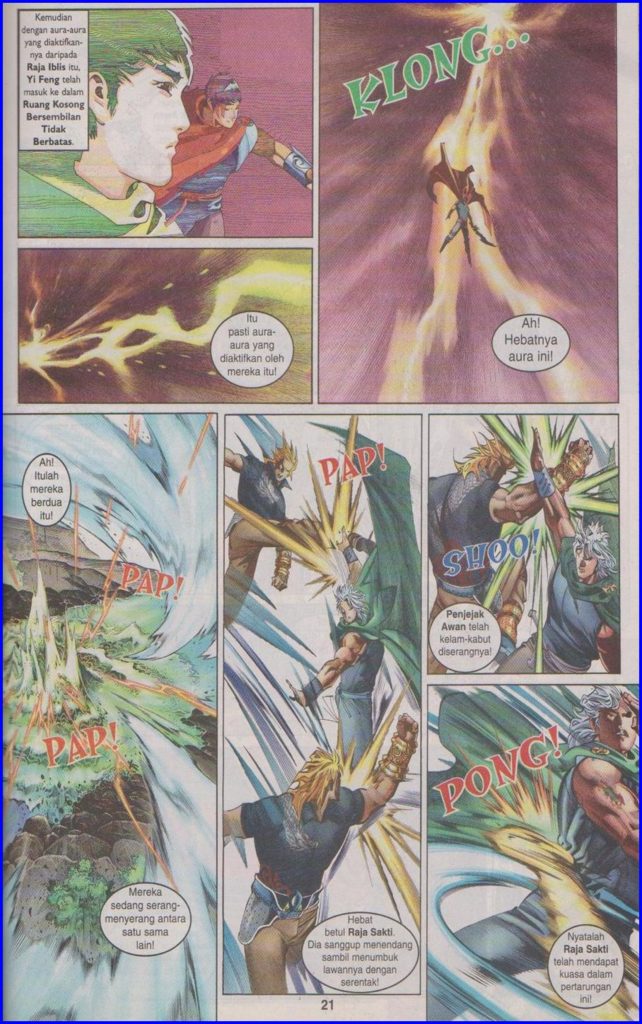 Kemudian
dengan aura-aura
yang diaktifkan-
nya daripada
Raja Iblis itu,
Yi Feng telah
masuk ke dalam
Ruang Kosong
Bersembilan
Tidak
Berbatas.
KLONG...
Ah!
Hebatnya
aura ini!
Itu
pasti aura-
aura yang
diaktifkan oleh
mereka itu!
Ah!
Itulah
mereka
berdua
itu!
PAP!
PAP!
Mereka
sedang serang-
menyerang antara
satu sama
lain!
PAP!
Hebat
betul Raja Sakti.
Dia sanggup menendang
sambil menumbuk
lawannya dengan
serentak!
SHOO!
Penjejak
Awan telah
kelam-kabut
diserangnya!
PONG!
Nyatalah
Raja Sakti
telah mendapat
kuasa dalam
pertarungan
ini!
21